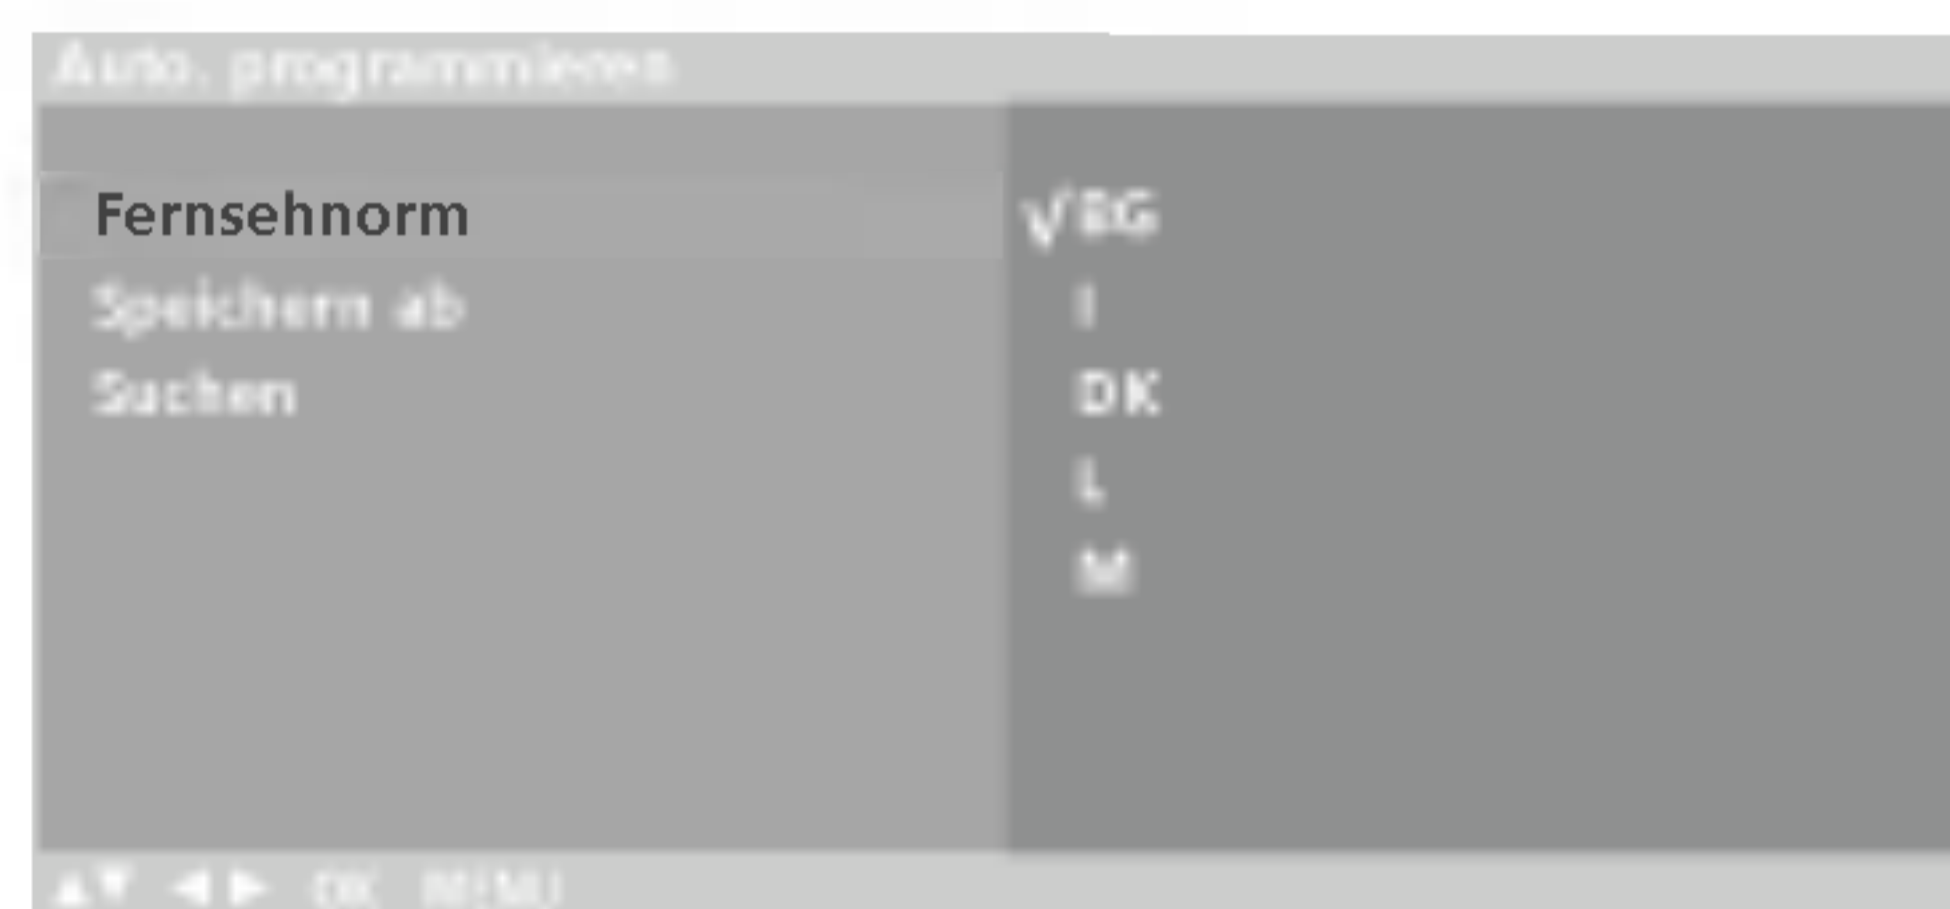 Auto. programmieren
Fernsehnorm √ BG
Speichern ab I
Suchen DK
L
M
▲▼ ◀ ▶ OK MENU